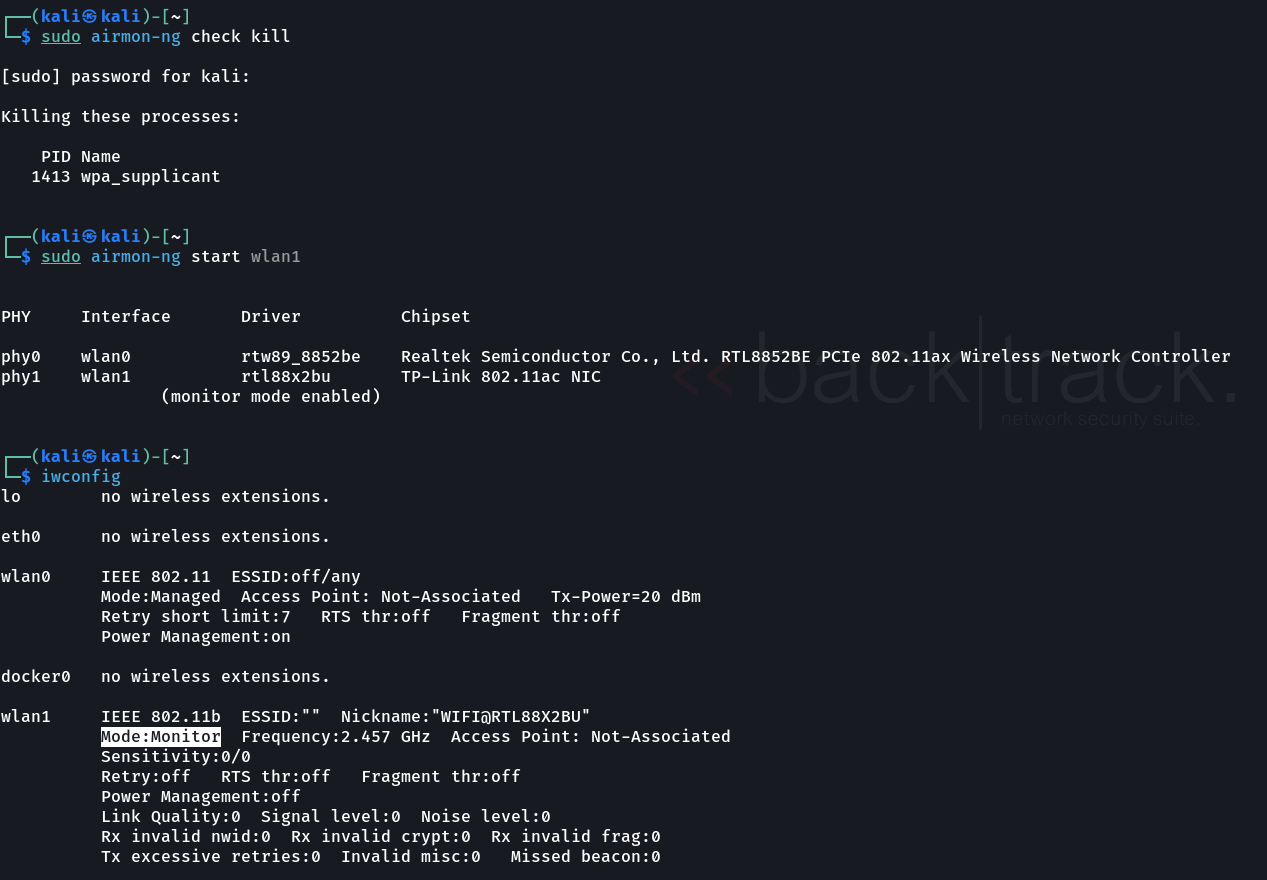 ┌──(kali㉿kali)-[~]
└─$ sudo airmon-ng check kill
[sudo] password for kali:
Killing these processes:
PID Name
1413 wpa_supplicant
┌──(kali㉿kali)-[~]
└─$ sudo airmon-ng start wlan1
PHY Interface Driver Chipset
phy0 wlan0 rtw89_8852be Realtek Semiconductor Co., Ltd. RTL8852BE PCIe 802.11ax Wireless Network Controller
phy1 wlan1 rtl88x2bu TP-Link 802.11ac NIC
(monitor mode enabled)
<< back|track.
network security suite.
┌──(kali㉿kali)-[~]
└─$ iwconfig
lo no wireless extensions.
eth0 no wireless extensions.
wlan0 IEEE 802.11 ESSID:off/any
Mode:Managed Access Point: Not-Associated Tx-Power=20 dBm
Retry short limit:7 RTS thr:off Fragment thr:off
Power Management:on
docker0 no wireless extensions.
wlan1 IEEE 802.11b ESSID:"" Nickname:"WIFI@RTL88X2BU"
Mode:Monitor Frequency:2.457 GHz Access Point: Not-Associated
Sensitivity:0/0
Retry:off RTS thr:off Fragment thr:off
Power Management:off
Link Quality:0 Signal level:0 Noise level:0
Rx invalid nwid:0 Rx invalid crypt:0 Rx invalid frag:0
Tx excessive retries:0 Invalid misc:0 Missed beacon:0